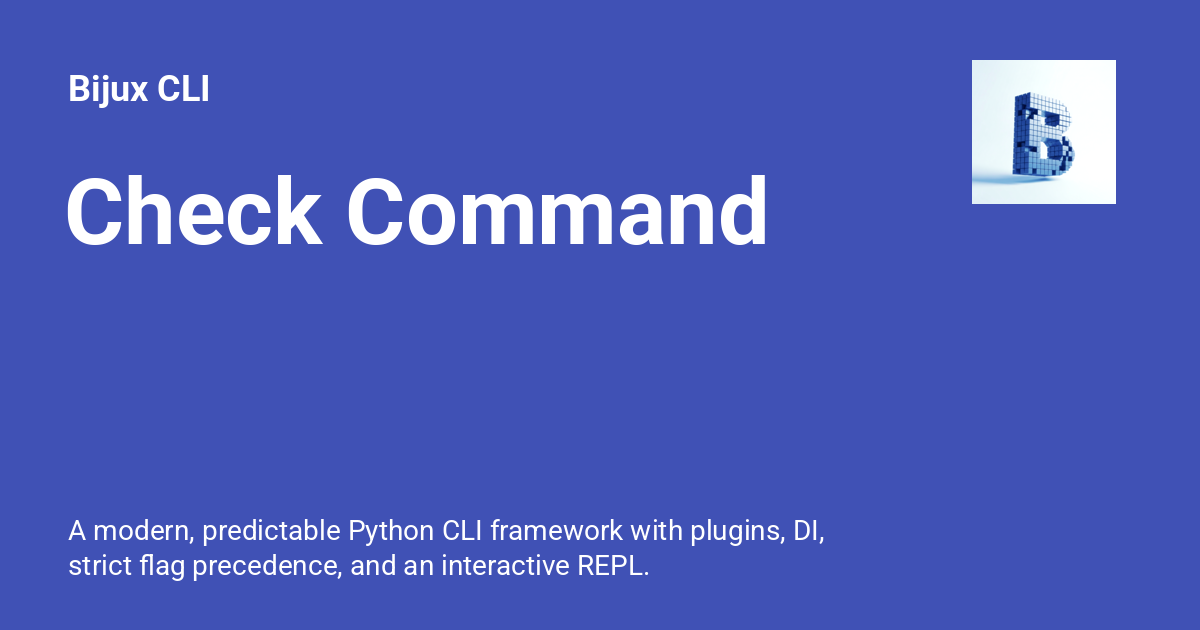 Bijux CLI
Check Command
B
A modern, predictable Python CLI framework with plugins, DI,
strict flag precedence, and an interactive REPL.